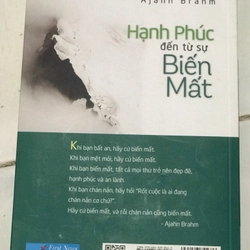 Ajahn Brahm
Hạnh Phúc
đến từ sự
Biến
Mất
Khi bạn bất an, hãy cứ biến mất.
Khi bạn mệt mỏi, hãy cứ biến mất.
Khi bạn biến mất, tất cả mọi thứ trở nên đẹp đẽ,
hạnh phúc và an lành.
Khi bạn chán nản, hãy hỏi "Rốt cuộc là ai đang
chán nản cơ chứ?"
Hãy cứ biến mất, và rồi chán nản cũng biến mất.
- Ajahn Brahm
First News